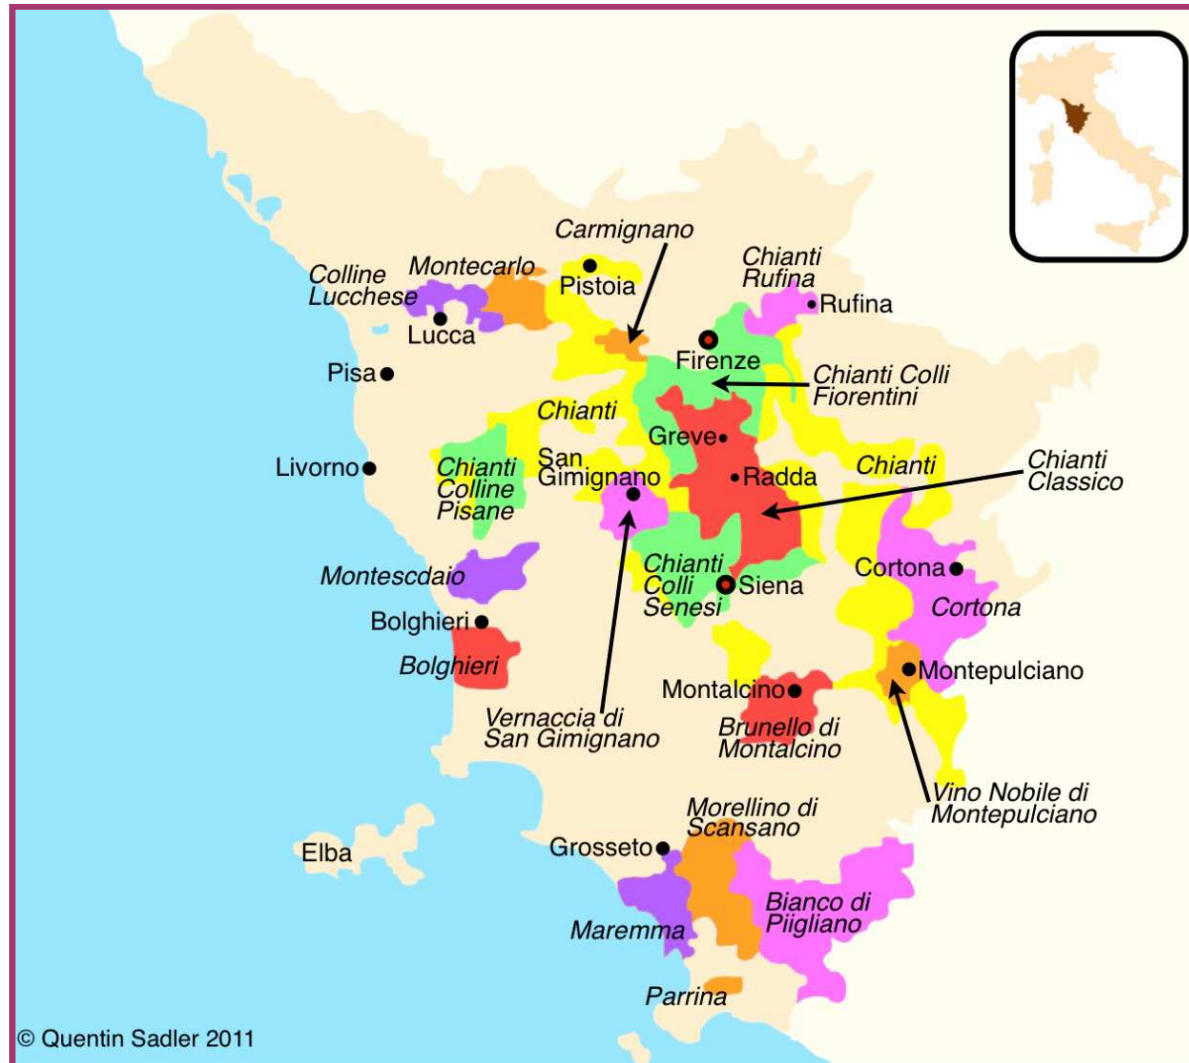 Carmignano
Chianti
Rufina
Montecarlo
Colline
Lucchese
Pistoia
Rufina
Lucca
Firenze
Pisa
Chianti Colli
Fiorentini
Chianti
Greve
San
Gimignano
Livorno
Chianti
Colline
Pisane
Radda
Chianti
Chianti
Classico
Montescdaio
Chianti
Colli
Senesi
Siena
Cortona
Cortona
Bolghieri
Bolghieri
Montepulciano
Montalcino
Vernaccia di
San Gimignano
Brunello di
Montalcino
Vino Nobile di
Montepulciano
Morellino di
Scansano
Elba
Grosseto
Maremma
Bianco di
Piigliano
Parrina
© Quentin Sadler 2011